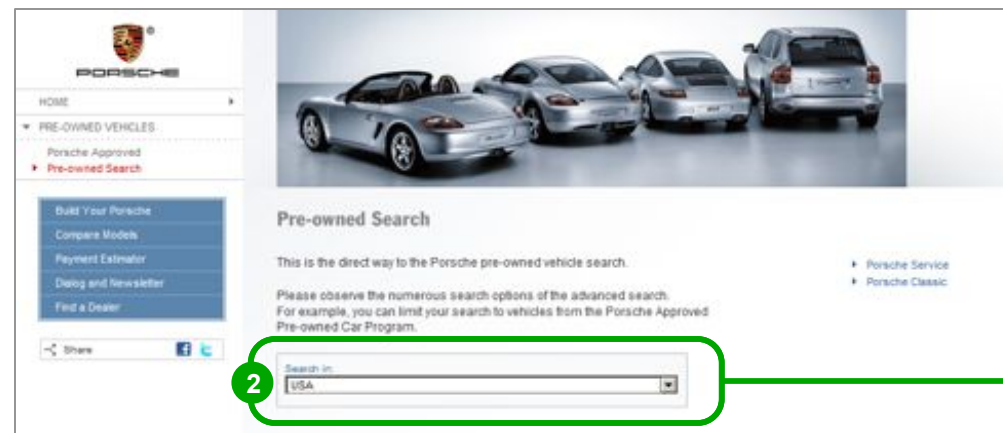 PORSCHE
HOME
PRE-OWNED VEHICLES
Porsche Approved
Pre-owned Search
Build Your Porsche
Compare Models
Payment Estimator
Dialog and Newsletter
Find a Dealer
Share
Pre-owned Search
This is the direct way to the Porsche pre-owned vehicle search.
Please observe the numerous search options of the advanced search.
For example, you can limit your search to vehicles from the Porsche Approved
Pre-owned Car Program.
Porsche Service
Porsche Classic
2
Search in:
USA